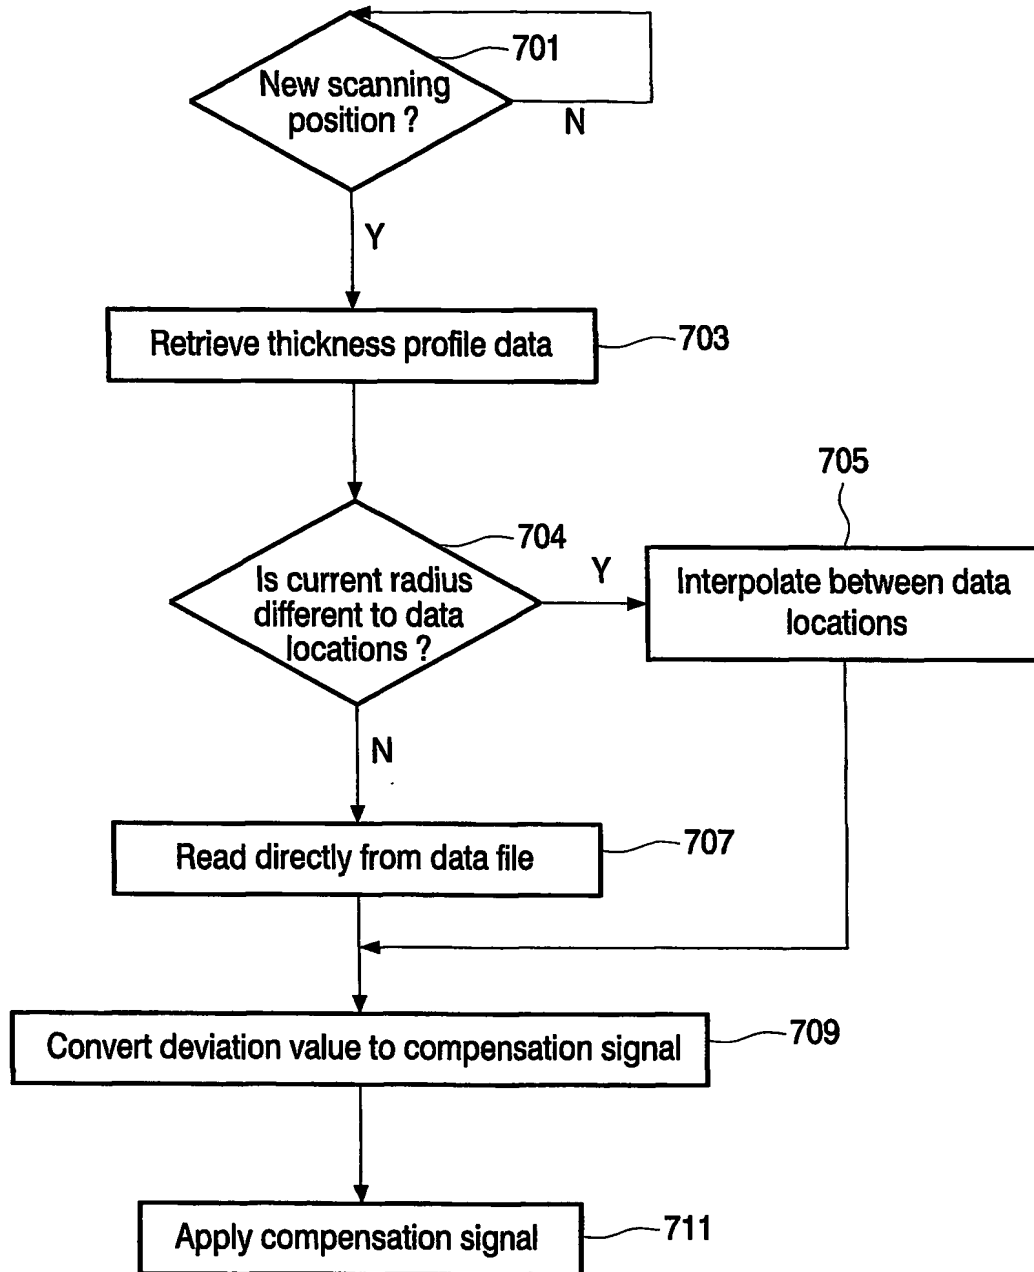 701
New scanning
position ?
N
Y
Retrieve thickness profile data
703
705
704
Is current radius
different to data
locations ?
Y
Interpolate between data
locations
N
Read directly from data file
707
Convert deviation value to compensation signal
709
Apply compensation signal
711